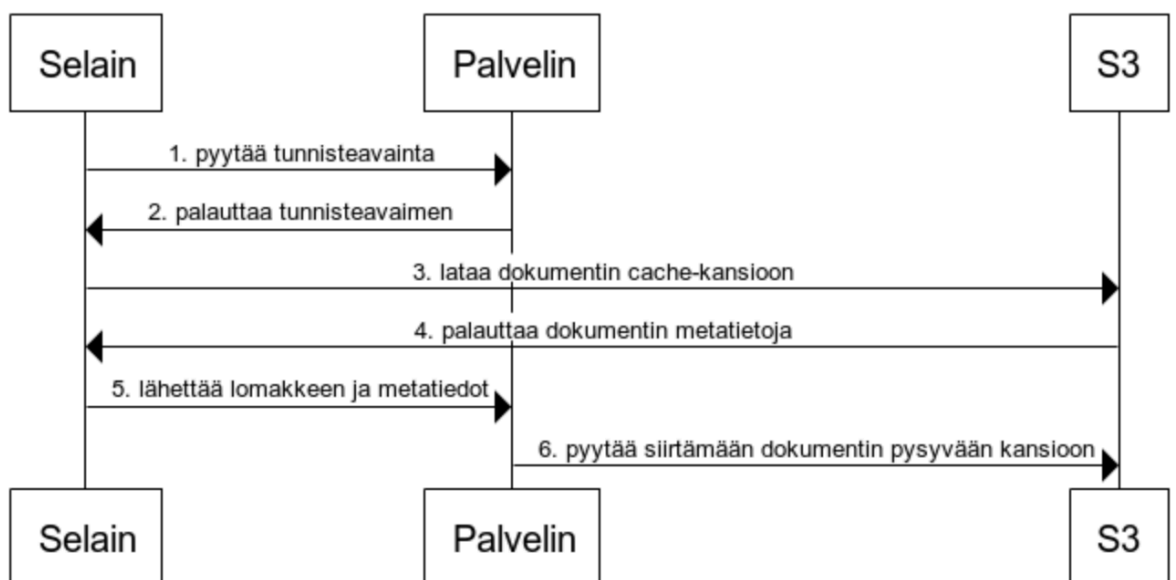 Selain
Palvelin
S3
1. pyytää tunnisteavainta
2. palauttaa tunnisteavaimen
3. lataa dokumentin cache-kansioon
4. palauttaa dokumentin metatietoja
5. lähettää lomakkeen ja metatiedot
6. pyytää siirtämään dokumentin pysyvään kansioon
Selain
Palvelin
S3